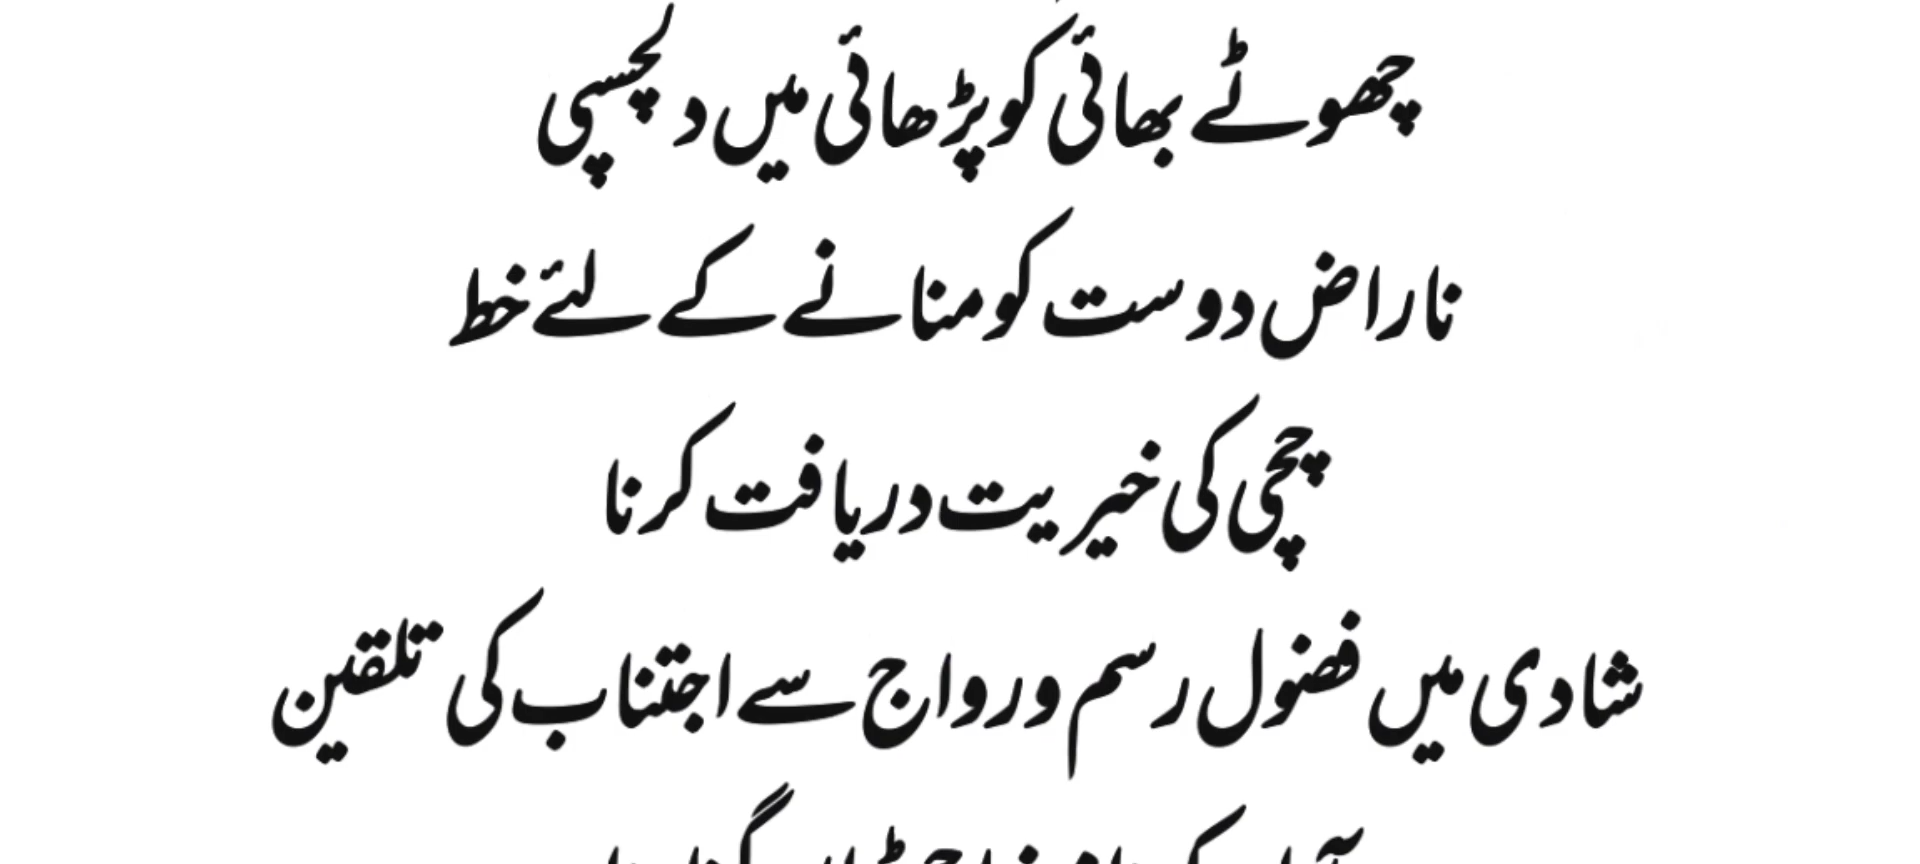 چھوٹے بھائی کو پڑھائی میں دلچسپی
ناراض دوست کو منانے کے لئے خط
چچی کی خیریت دریافت کرنا
شادی میں فضول رسم و رواج سے اجتناب کی تلقین